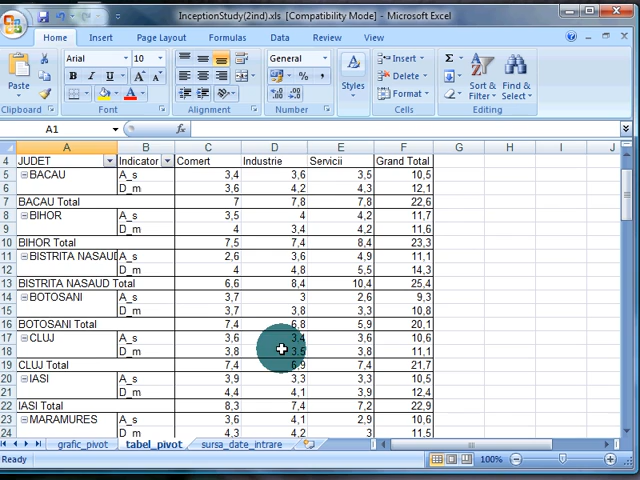 InceptionStudy(2ind).xls [Compatibility Mode] - Microsoft Excel
Home Insert Page Layout Formulas Data Review View
Paste
Arial 10
B I U A A
General
$ % ,
Styles
Insert
Delete
Format
Σ
Sort & Filter
Find & Select
Clipboard Font Alignment Number Cells Editing
A1 fx
A B C D E F G H I J
4 JUDET Indicator Comert Industrie Servicii Grand Total
5 BACAU A_s 3,4 3,6 3,5 10,5
6 D_m 3,6 4,2 4,3 12,1
7 BACAU Total 7 7,8 7,8 22,6
8 BIHOR A_s 3,5 4 4,2 11,7
9 D_m 4 3,4 4,2 11,6
10 BIHOR Total 7,5 7,4 8,4 23,3
11 BISTRITA NASAUD A_s 2,6 3,6 4,9 11,1
12 D_m 4 4,8 5,5 14,3
13 BISTRITA NASAUD Total 6,6 8,4 10,4 25,4
14 BOTOSANI A_s 3,7 3 2,6 9,3
15 D_m 3,7 3,8 3,3 10,8
16 BOTOSANI Total 7,4 6,8 5,9 20,1
17 CLUJ A_s 3,6 3,4 3,6 10,6
18 D_m 3,8 3,5 3,8 11,1
19 CLUJ Total 7,4 6,9 7,4 21,7
20 IASI A_s 3,9 3,3 3,3 10,5
21 D_m 4,4 4,1 3,9 12,4
22 IASI Total 8,3 7,4 7,2 22,9
23 MARAMURES A_s 3,6 4,1 2,9 10,6
24 D_m 4,3 4,2 3 11,5
grafic_pivot tabel_pivot sursa_date_intrare
Ready 100%